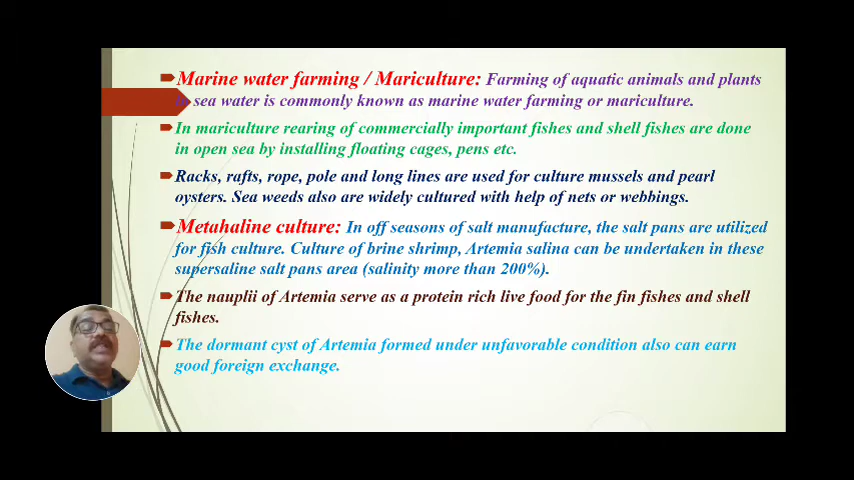 Marine water farming / Mariculture: Farming of aquatic animals and plants
sea water is commonly known as marine water farming or mariculture.
In mariculture rearing of commercially important fishes and shell fishes are done
in open sea by installing floating cages, pens etc.
Racks, rafts, rope, pole and long lines are used for culture mussels and pearl
oysters. Sea weeds also are widely cultured with help of nets or webbings.
Metahaline culture: In off seasons of salt manufacture, the salt pans are utilized
for fish culture. Culture of brine shrimp, Artemia salina can be undertaken in these
supersaline salt pans area (salinity more than 200%).
The nauplii of Artemia serve as a protein rich live food for the fin fishes and shell
fishes.
The dormant cyst of Artemia formed under unfavorable condition also can earn
good foreign exchange.